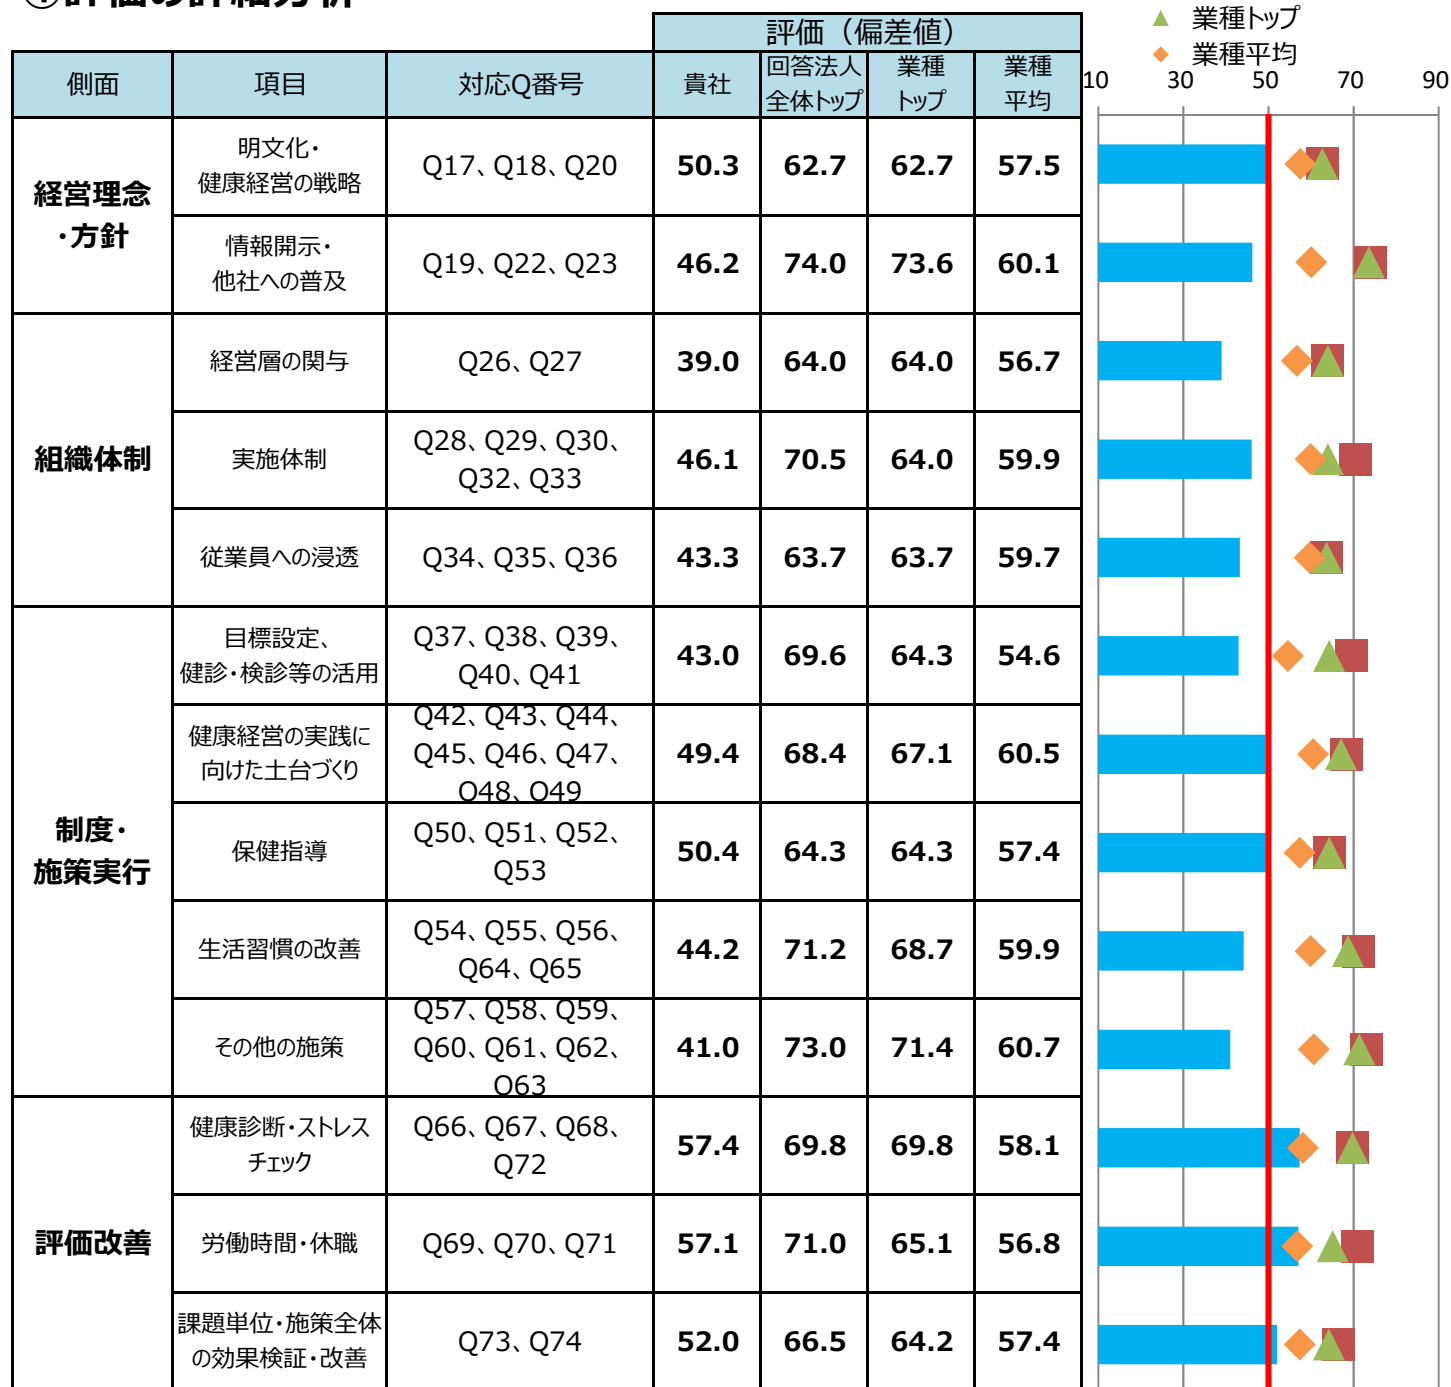 ①評価の詳細分析
業種トップ
業種平均
評価（偏差値）
側面 項目 対応Q番号 貴社 回答法人 業種 業種
全体トップ トップ 平均
10 30 50 70 90
経営理念
・方針
明文化・
健康経営の戦略
Q17、Q18、Q20
50.3 62.7 62.7 57.5
情報開示・
他社への普及
Q19、Q22、Q23
46.2 74.0 73.6 60.1
組織体制
経営層の関与
Q26、Q27
39.0 64.0 64.0 56.7
実施体制
Q28、Q29、Q30、
Q32、Q33
46.1 70.5 64.0 59.9
従業員への浸透
Q34、Q35、Q36
43.3 63.7 63.7 59.7
制度・
施策実行
目標設定、
健診・検診等の活用
Q37、Q38、Q39、
Q40、Q41
43.0 69.6 64.3 54.6
健康経営の実践に
向けた土台づくり
Q42、Q43、Q44、
Q45、Q46、Q47、
Q48、Q49
49.4 68.4 67.1 60.5
保健指導
Q50、Q51、Q52、
Q53
50.4 64.3 64.3 57.4
生活習慣の改善
Q54、Q55、Q56、
Q64、Q65
44.2 71.2 68.7 59.9
その他の施策
Q57、Q58、Q59、
Q60、Q61、Q62、
Q63
41.0 73.0 71.4 60.7
評価改善
健康診断・ストレス
チェック
Q66、Q67、Q68、
Q72
57.4 69.8 69.8 58.1
労働時間・休職
Q69、Q70、Q71
57.1 71.0 65.1 56.8
課題単位・施策全体
の効果検証・改善
Q73、Q74
52.0 66.5 64.2 57.4